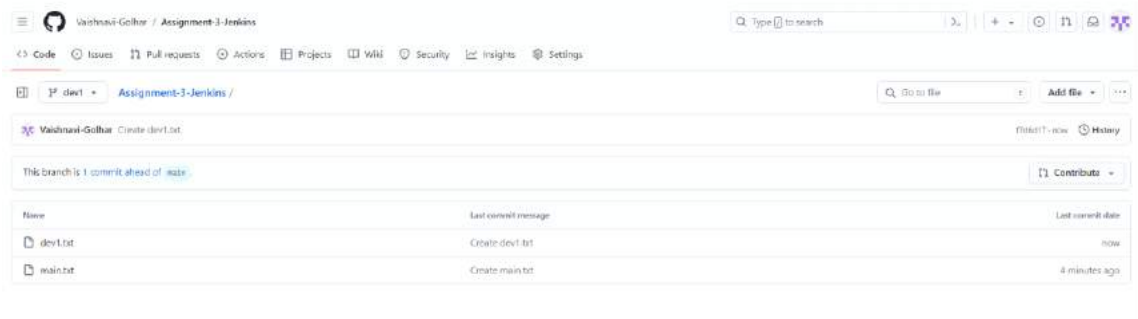 Vaishnavi-Golhar / Assignment-3-Jenkins
Type / to search
<> Code Issues Pull requests Actions Projects Wiki Security Insights Settings
dev1 Assignment-3-Jenkins /
Go to file
Add file
Vaishnavi-Golhar Create dev1.txt
now History
This branch is 1 commit ahead of main
Contribute
Name Last commit message Last commit date
dev1.txt Create dev1.txt now
main.txt Create main.txt 4 minutes ago